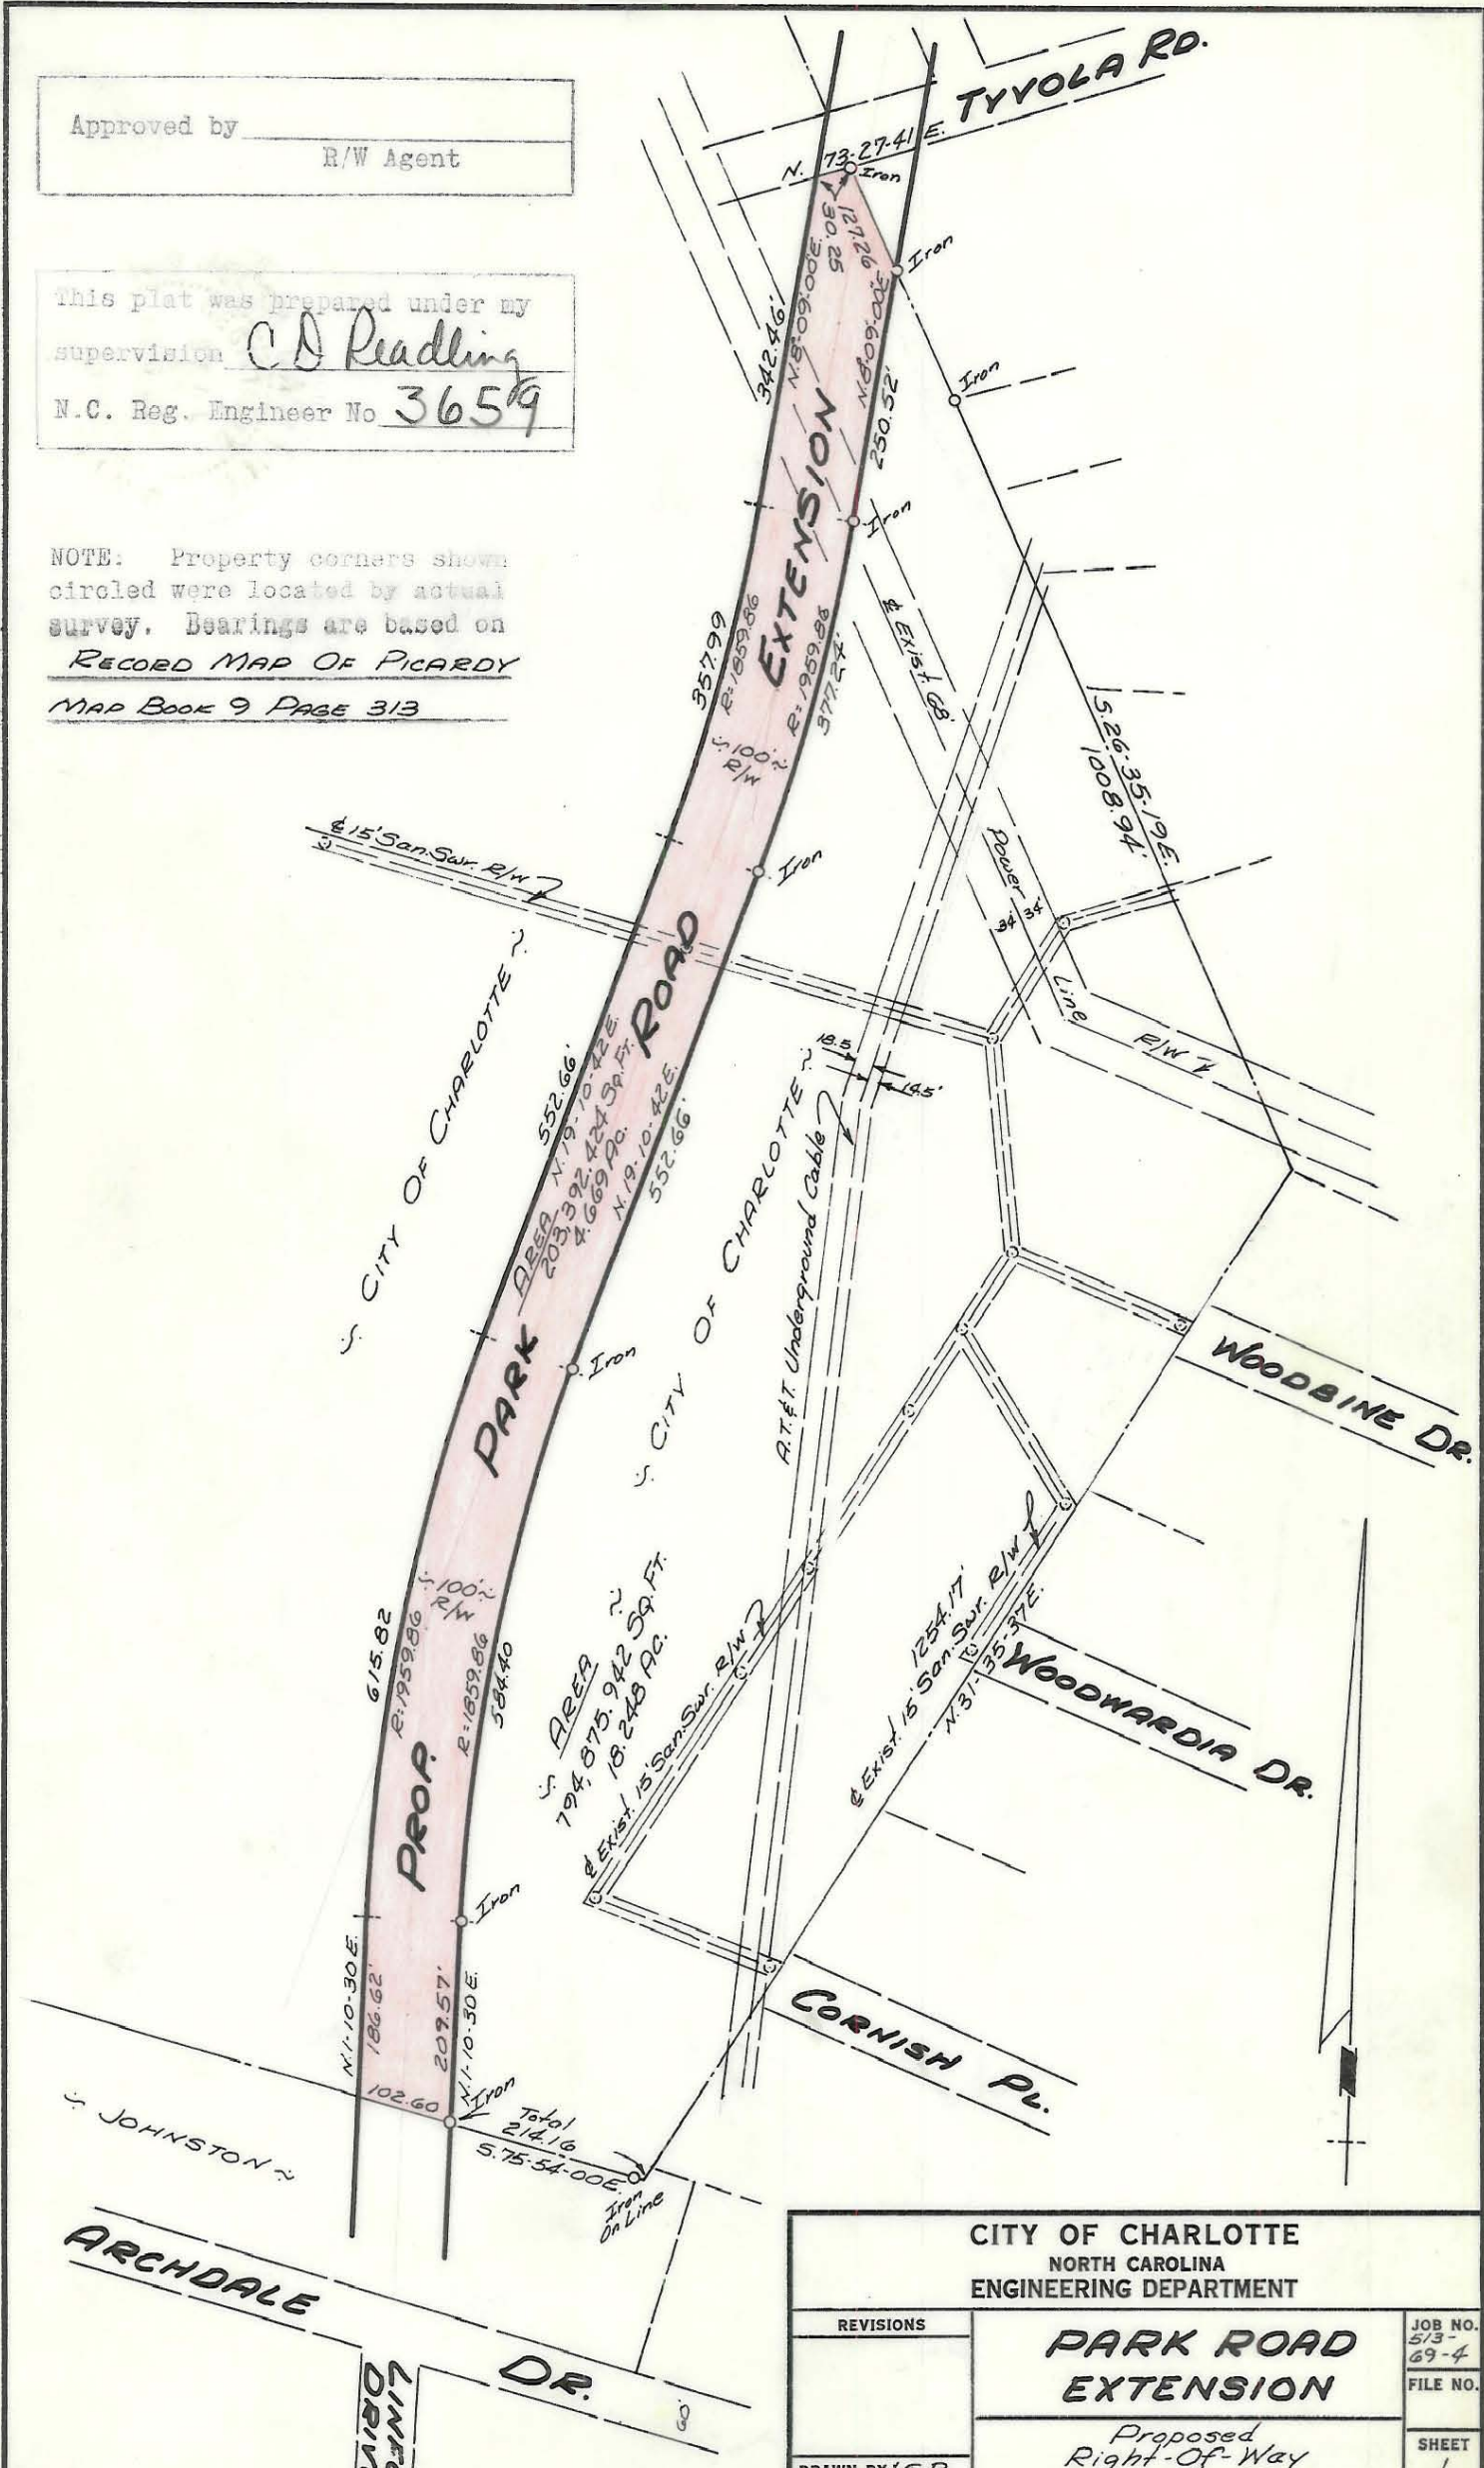 Approved by
R/W Agent
This plat was prepared under my
supervision C D Readling
N.C. Reg. Engineer No 3659
NOTE: Property corners shown
circled were located by actual
survey. Bearings are based on
RECORD MAP OF PICARDY
MAP BOOK 9 PAGE 313
TYVOLA RD.
N. 73-27-41 E.
Iron
30.25
127.26
Iron
N.8-09-00E.
342.46'
N.8-09-00E
250.52'
Iron
Iron
EXTENSION
357.99
R=1859.86
R=1959.86
377.24'
100'
R/W
℄ Exist. 68'
Power
34' 34'
Line
R/W
S.26-35-19E.
1008.94'
℄ 15' San. Swr. R/W
Iron
ROAD
CITY OF CHARLOTTE
552.66'
N.19-10-42E.
AREA
203,392.424 Sq. Ft.
4.669 Ac.
N.19-10-42E.
552.66'
18.5
14.5'
CITY OF CHARLOTTE
A.T.&T. Underground Cable
Iron
PARK
WOODBINE DR.
100'
R/W
615.82
R=1959.86
R=1859.86
584.40
AREA
794,875.942 SQ.FT.
18.248 AC.
℄ Exist. 15' San. Swr. R/W
1254.17'
℄ Exist. 15' San. Swr. R/W
N.31-35-37E.
WOODWARDIA DR.
PROP.
Iron
N.1-10-30E.
186.62'
209.57'
N.1-10-30E.
CORNISH PL.
102.60
Iron
Total
214.16
S.75-54-00E.
Iron
On Line
JOHNSTON
ARCHDALE DR.
60'
CITY OF CHARLOTTE
NORTH CAROLINA
ENGINEERING DEPARTMENT
REVISIONS
PARK ROAD
EXTENSION
JOB NO.
513-
69-4
FILE NO.
Proposed
Right-Of-Way
SHEET
1